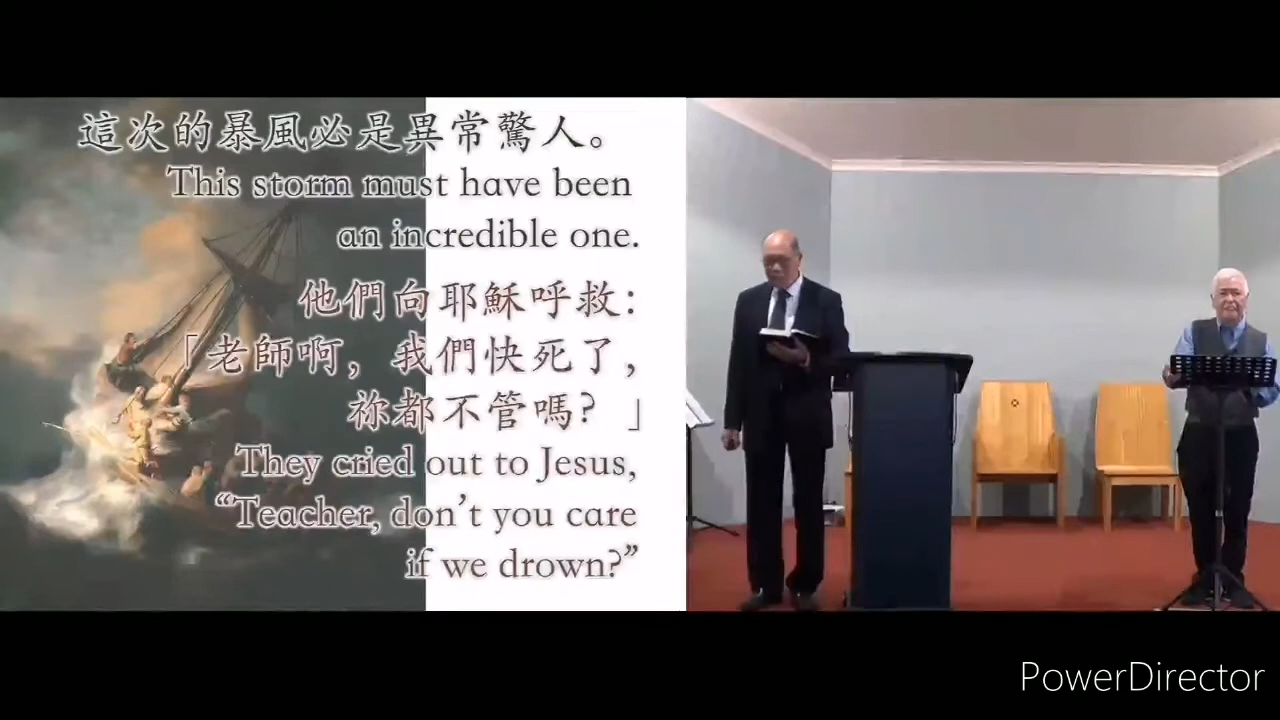 這次的暴風必是異常驚人。
This storm must have been
an incredible one.
他們向耶穌呼救：
「老師啊，我們快死了，
祢都不管嗎？」
They cried out to Jesus,
“Teacher, don’t you care
if we drown?”
PowerDirector